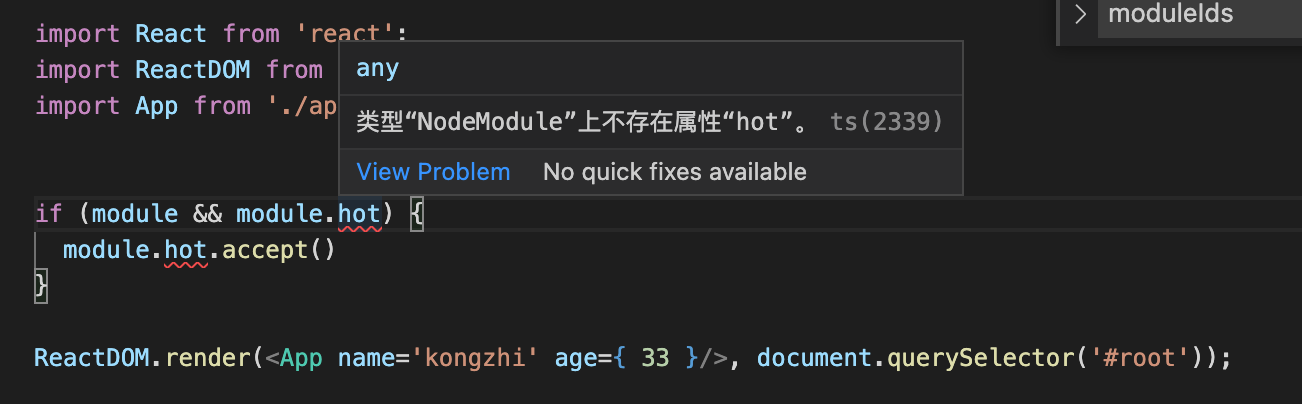 import React from 'react';
moduleIds
import ReactDOM from
any
import App from './ap
类型“NodeModule”上不存在属性“hot”。 ts(2339)
View Problem No quick fixes available
if (module && module.hot) {
module.hot.accept()
}
ReactDOM.render(<App name='kongzhi' age={ 33 }/>, document.querySelector('#root'));